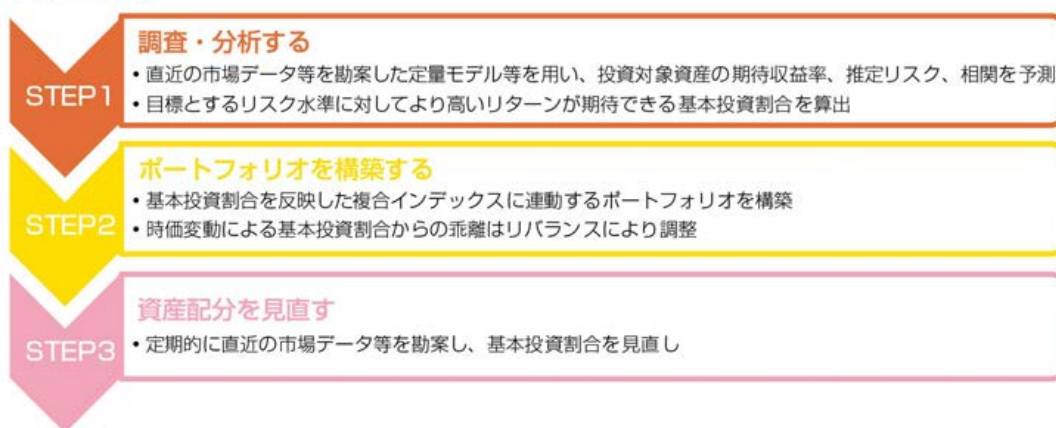 STEP1
調査・分析する
• 直近の市場データ等を勘案した定量モデル等を用い、投資対象資産の期待収益率、推定リスク、相関を予測
• 目標とするリスク水準に対してより高いリターンが期待できる基本投資割合を算出
STEP2
ポートフォリオを構築する
• 基本投資割合を反映した複合インデックスに連動するポートフォリオを構築
• 時価変動による基本投資割合からの乖離はリバランスにより調整
STEP3
資産配分を見直す
• 定期的に直近の市場データ等を勘案し、基本投資割合を見直し